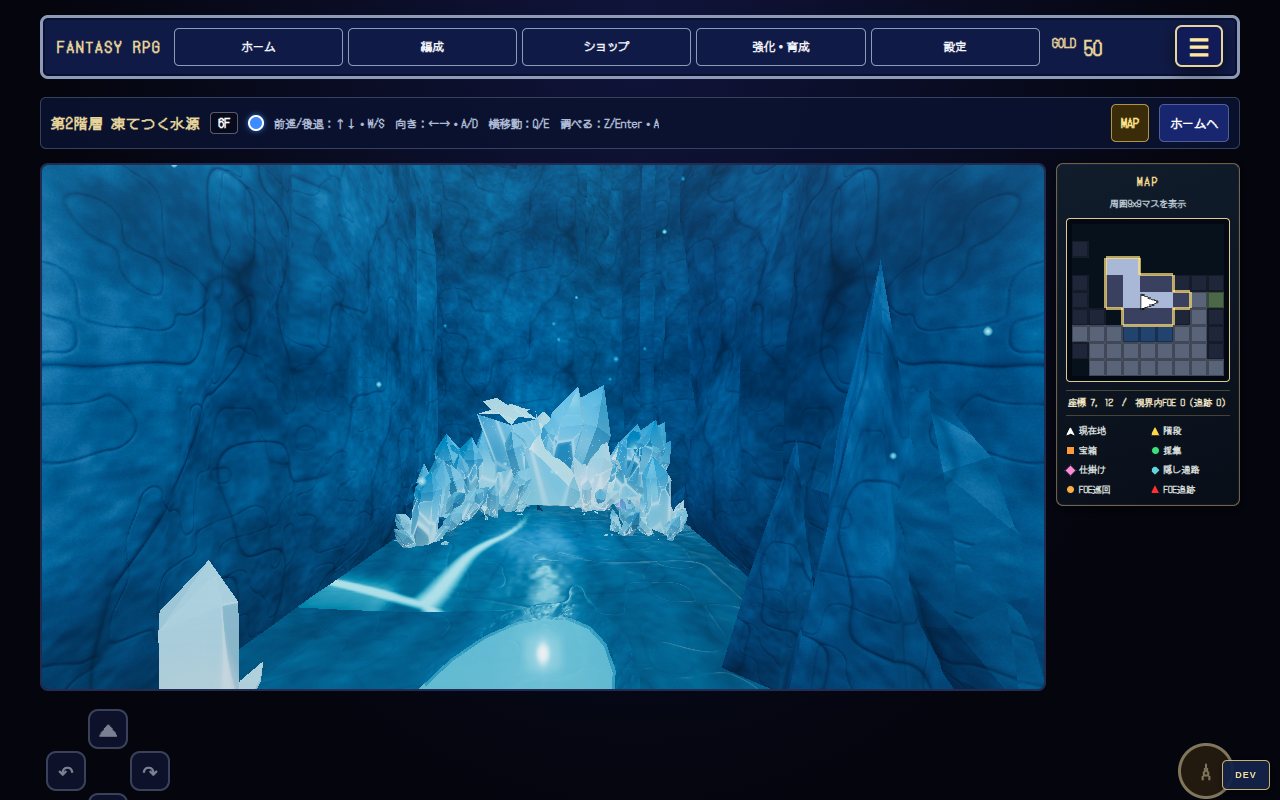 FANTASY RPG
ホーム
編成
ショップ
強化・育成
設定
GOLD 50
第2階層 凍てつく水源
6F
前進/後退：↑↓・W/S 向き：←→・A/D 横移動：Q/E 調べる：Z/Enter・A
MAP
ホームへ
MAP
周囲9x9マスを表示
座標 7, 12 / 視界内FOE 0 (追跡 0)
現在地
階段
宝箱
採集
仕掛け
隠し通路
FOE巡回
FOE追跡
A
DEV